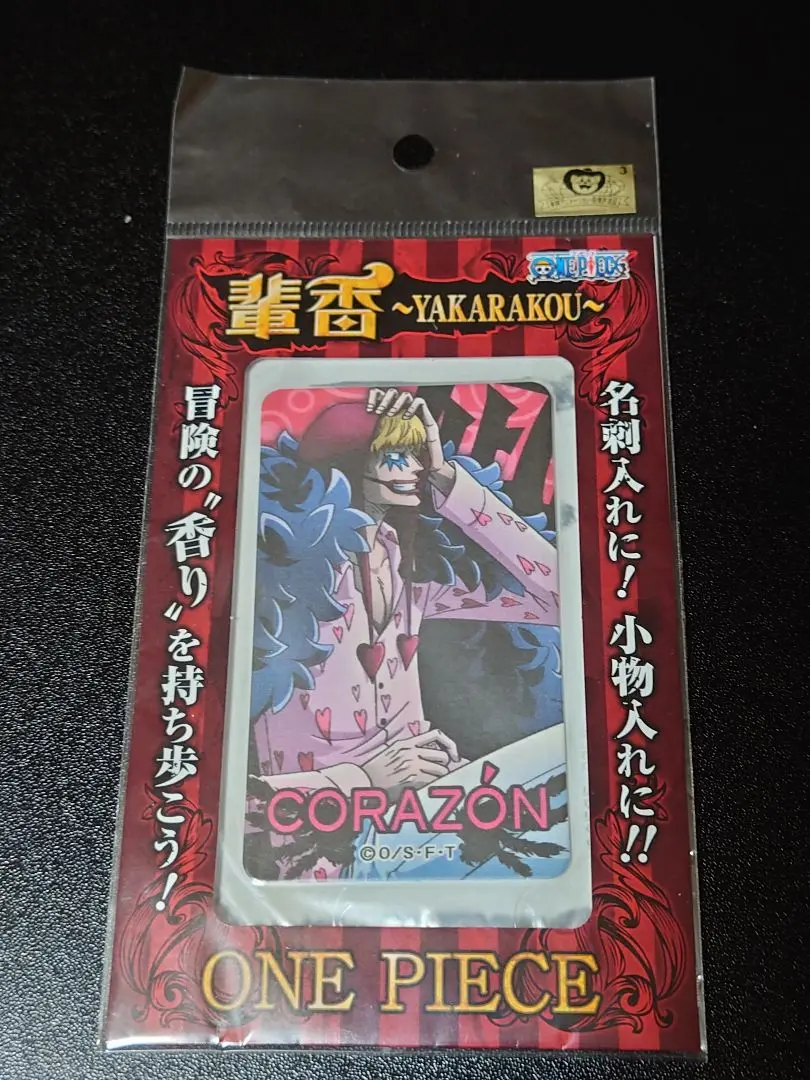 3
ONE PIECE
輩香 ～YAKARAKOU～
名刺入れに！ 小物入れに!!
冒険の〝香り〟を持ち歩こう！
CORAZÓN
©O/S・F・T
ONE PIECE